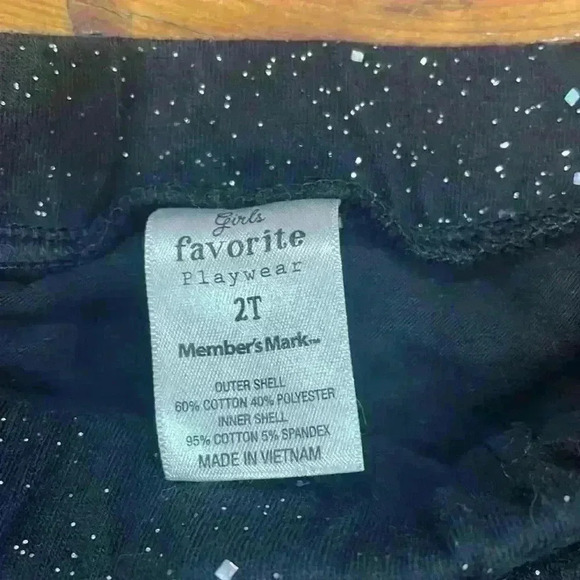 Girls
favorite
Playwear
2T
Member's Mark™
OUTER SHELL
60% COTTON 40% POLYESTER
INNER SHELL
95% COTTON 5% SPANDEX
MADE IN VIETNAM